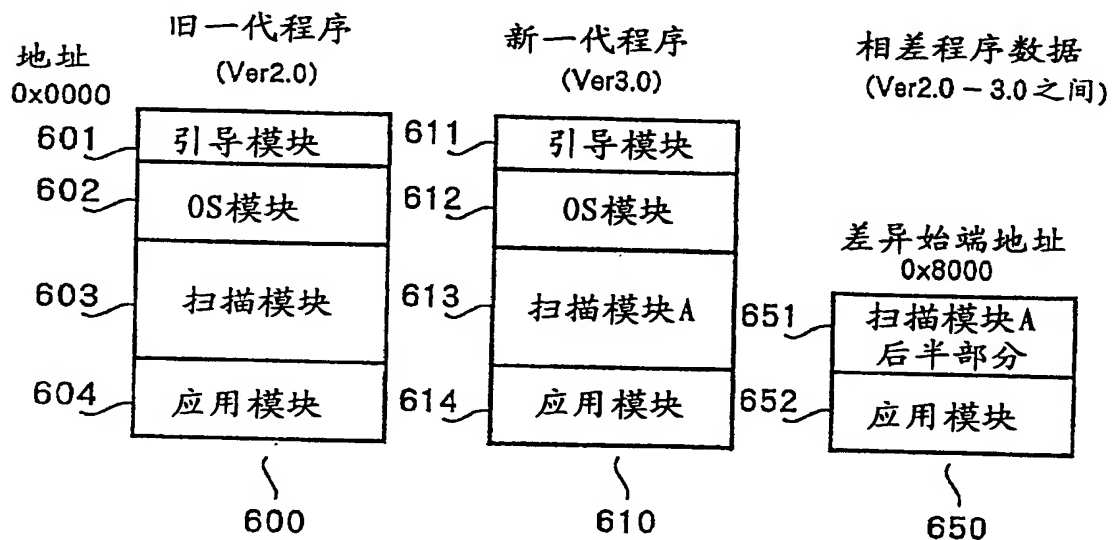 旧一代程序
(Ver2.0)
新一代程序
(Ver3.0)
相差程序数据
(Ver2.0－3.0之间)
地址
0x0000
601
引导模块
602
OS模块
603
扫描模块
604
应用模块
600
611
引导模块
612
OS模块
613
扫描模块A
614
应用模块
610
差异始端地址
0x8000
651
扫描模块A
后半部分
652
应用模块
650